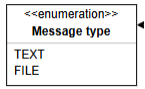 <<enumeration>>
Message type
TEXT
FILE